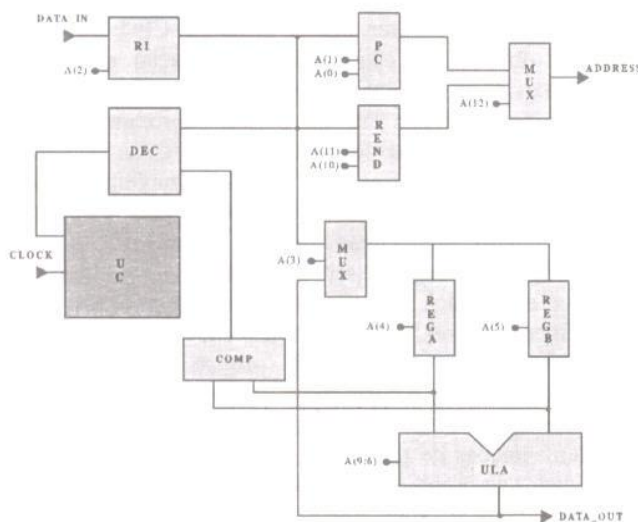 DATA IN
RI
A(2)
PC
A(1)
A(0)
MUX
A(12)
ADDRESS
DEC
REND
A(11)
A(10)
CLOCK
UC
MUX
A(3)
REGA
A(4)
REGB
A(5)
COMP
A(9:6)
ULA
DATA_OUT